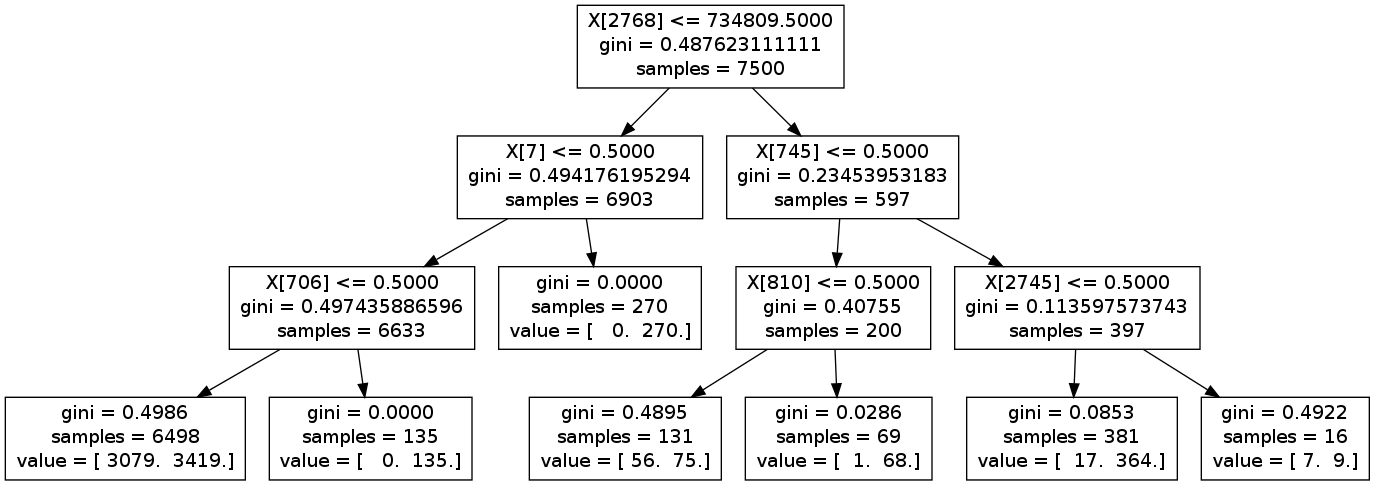 X[2768] <= 734809.5000
gini = 0.487623111111
samples = 7500
X[7] <= 0.5000
gini = 0.494176195294
samples = 6903
X[745] <= 0.5000
gini = 0.23453953183
samples = 597
X[706] <= 0.5000
gini = 0.497435886596
samples = 6633
gini = 0.0000
samples = 270
value = [   0.  270.]
X[810] <= 0.5000
gini = 0.40755
samples = 200
X[2745] <= 0.5000
gini = 0.113597573743
samples = 397
gini = 0.4986
samples = 6498
value = [ 3079.  3419.]
gini = 0.0000
samples = 135
value = [   0.  135.]
gini = 0.4895
samples = 131
value = [ 56.  75.]
gini = 0.0286
samples = 69
value = [  1.  68.]
gini = 0.0853
samples = 381
value = [  17.  364.]
gini = 0.4922
samples = 16
value = [ 7.  9.]